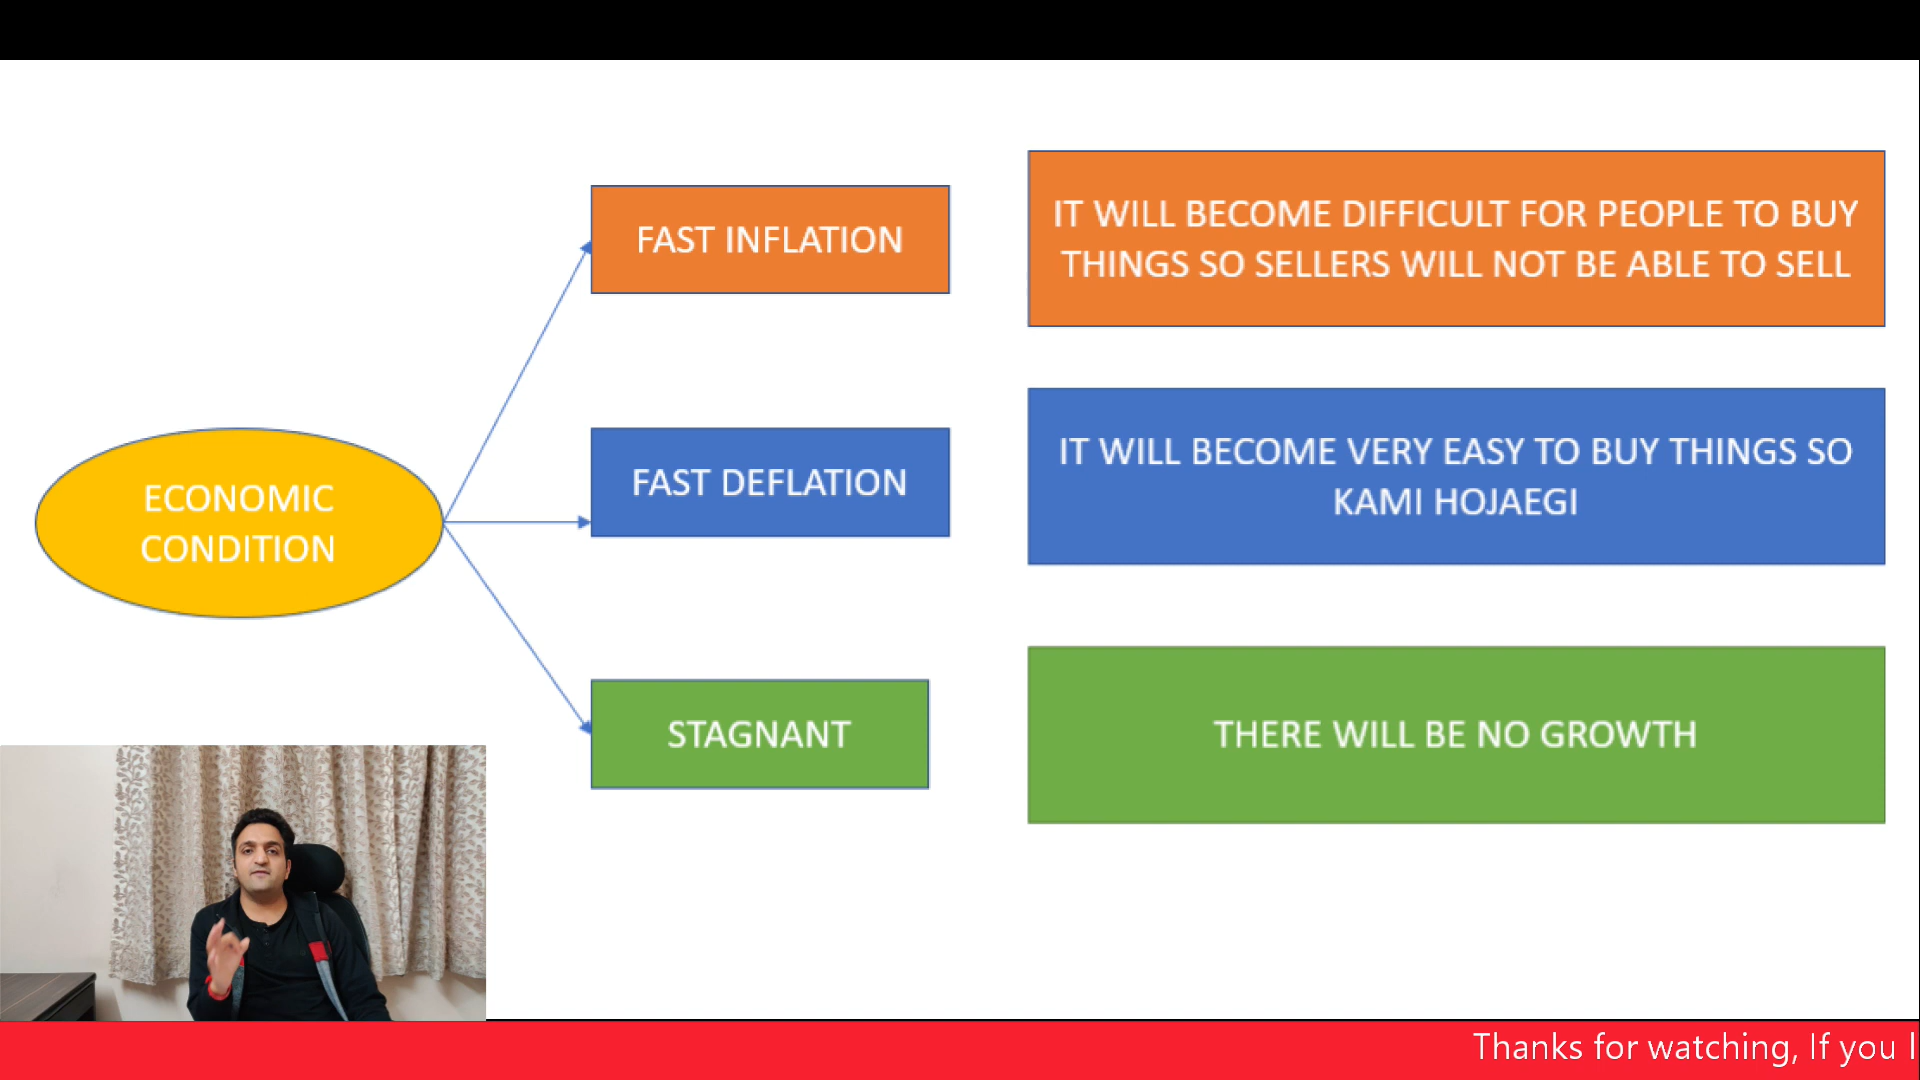 ECONOMIC
CONDITION
FAST INFLATION
IT WILL BECOME DIFFICULT FOR PEOPLE TO BUY
THINGS SO SELLERS WILL NOT BE ABLE TO SELL
FAST DEFLATION
IT WILL BECOME VERY EASY TO BUY THINGS SO
KAMI HOJAEGI
STAGNANT
THERE WILL BE NO GROWTH
Thanks for watching, If you l